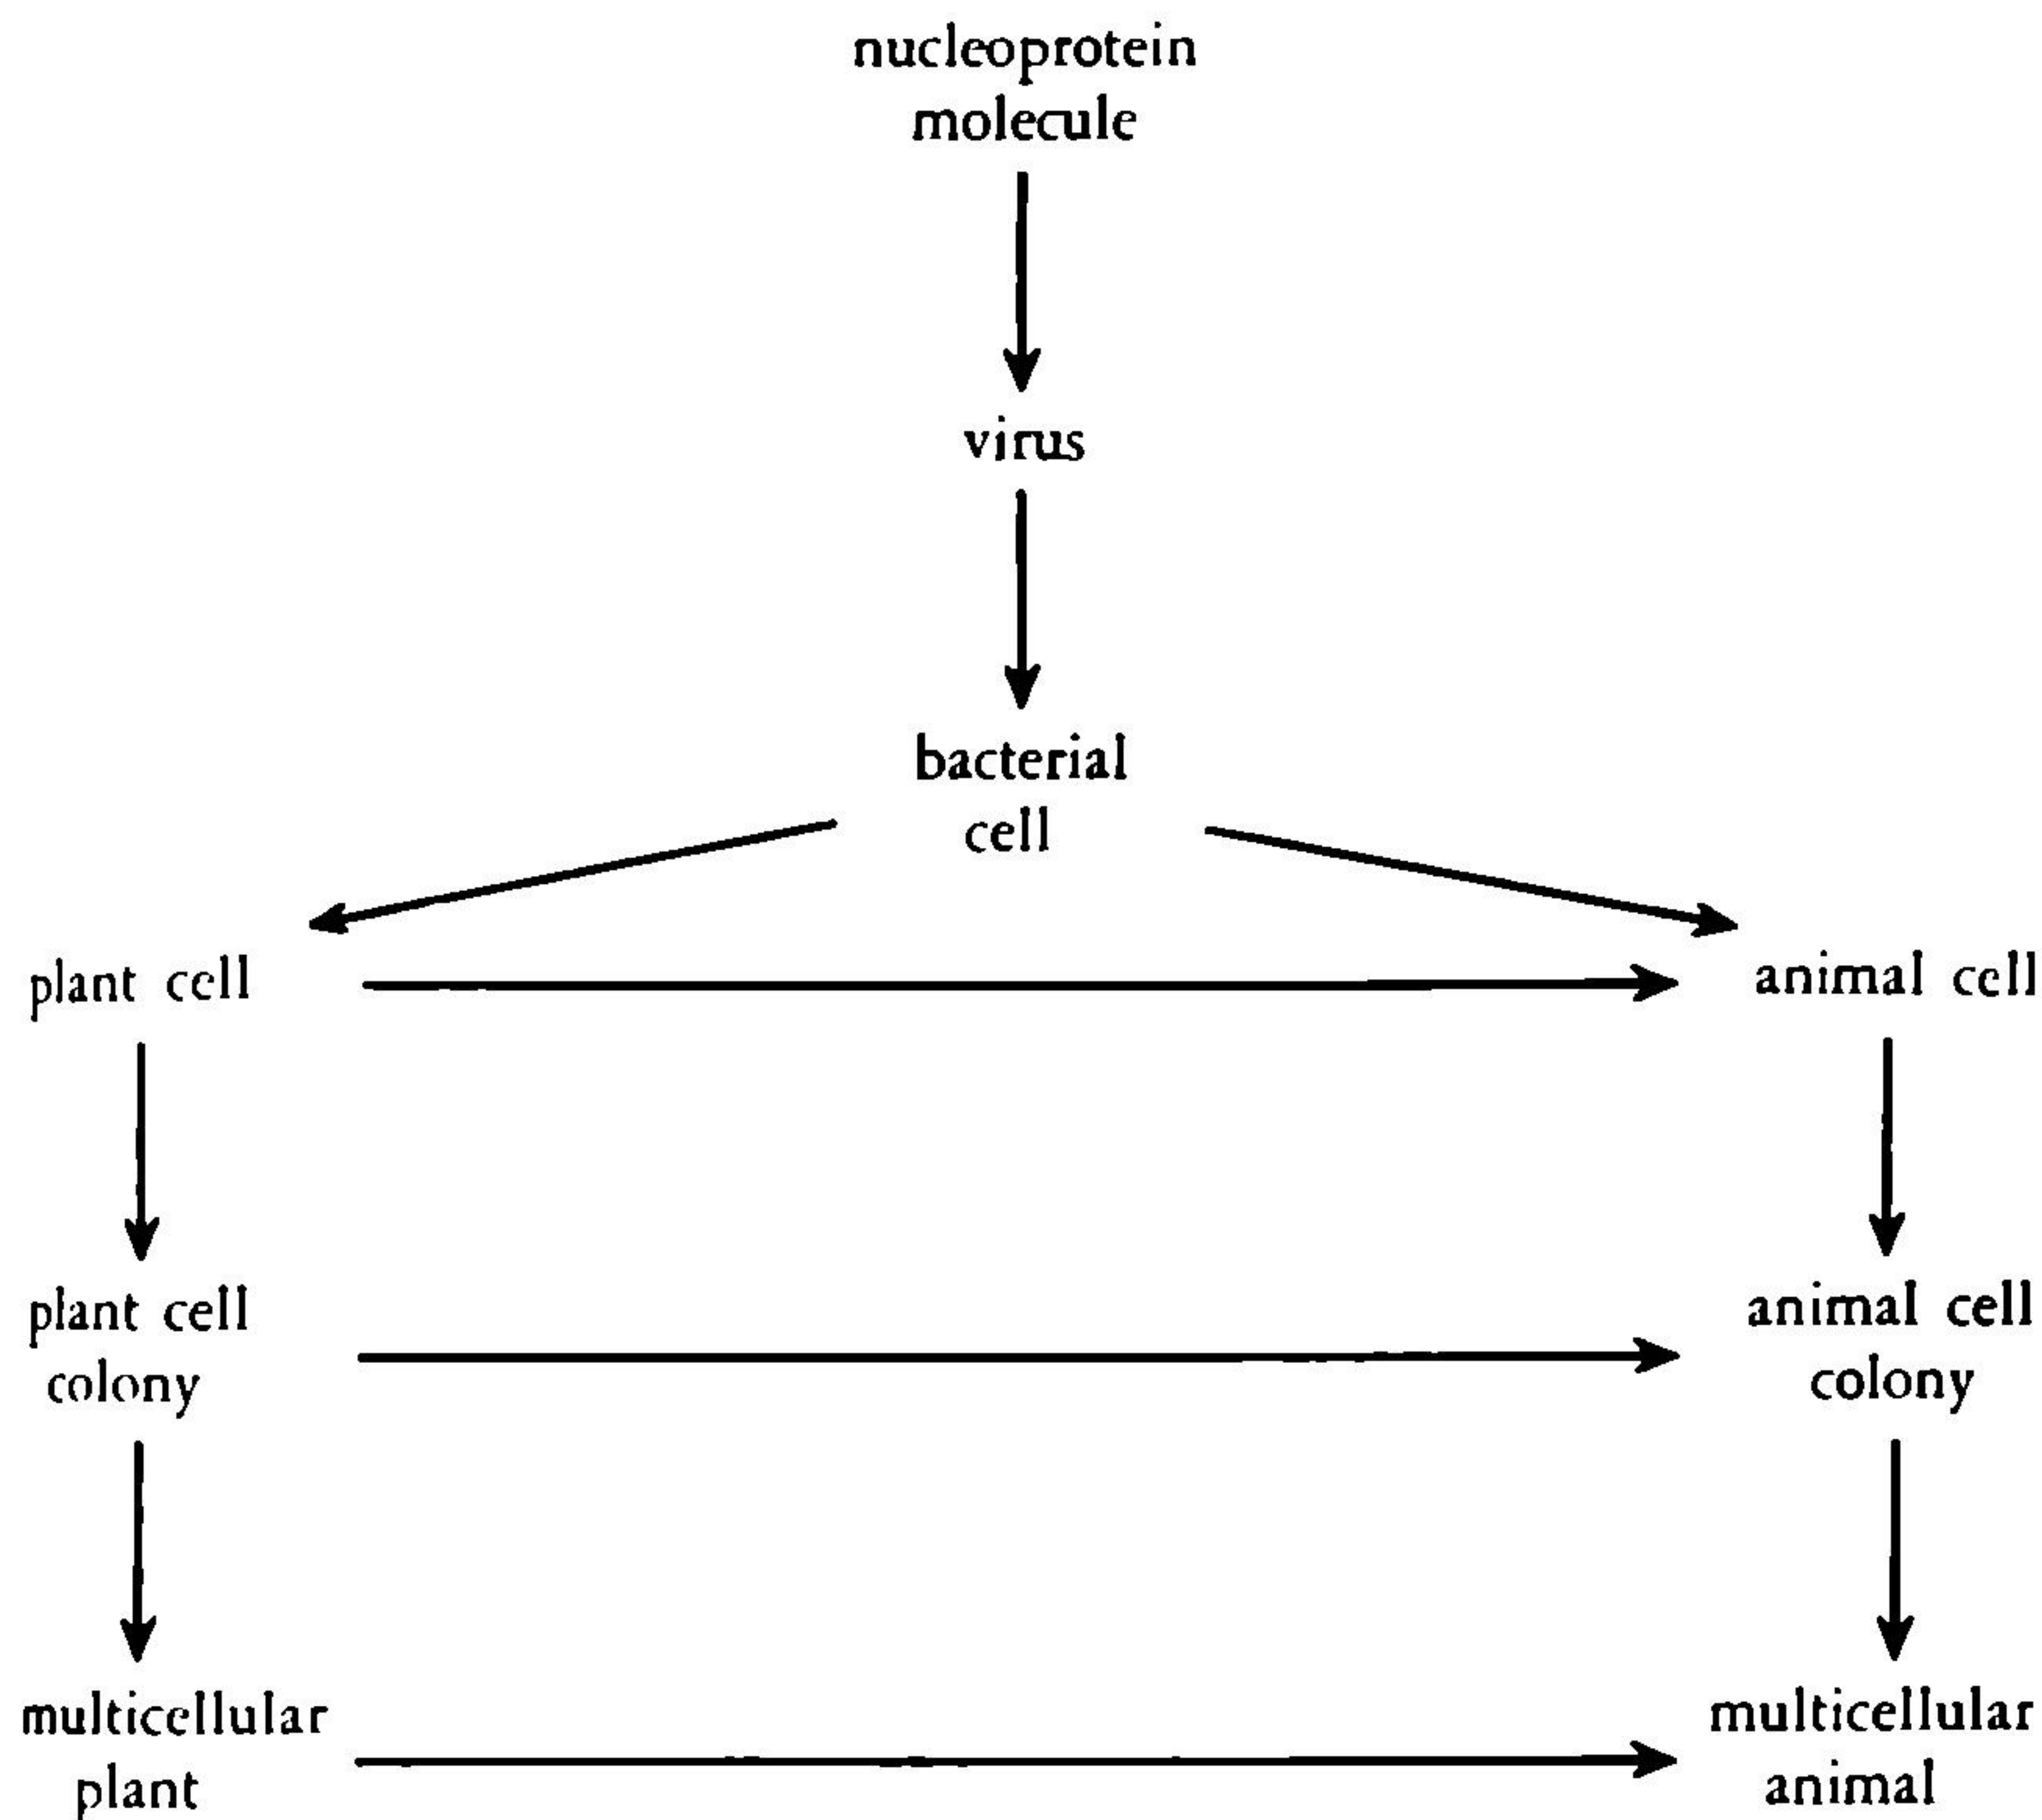 nucleoprotein
molecule
virus
bacterial
cell
plant cell
animal cell
plant cell
colony
animal cell
colony
multicellular
plant
multicellular
animal